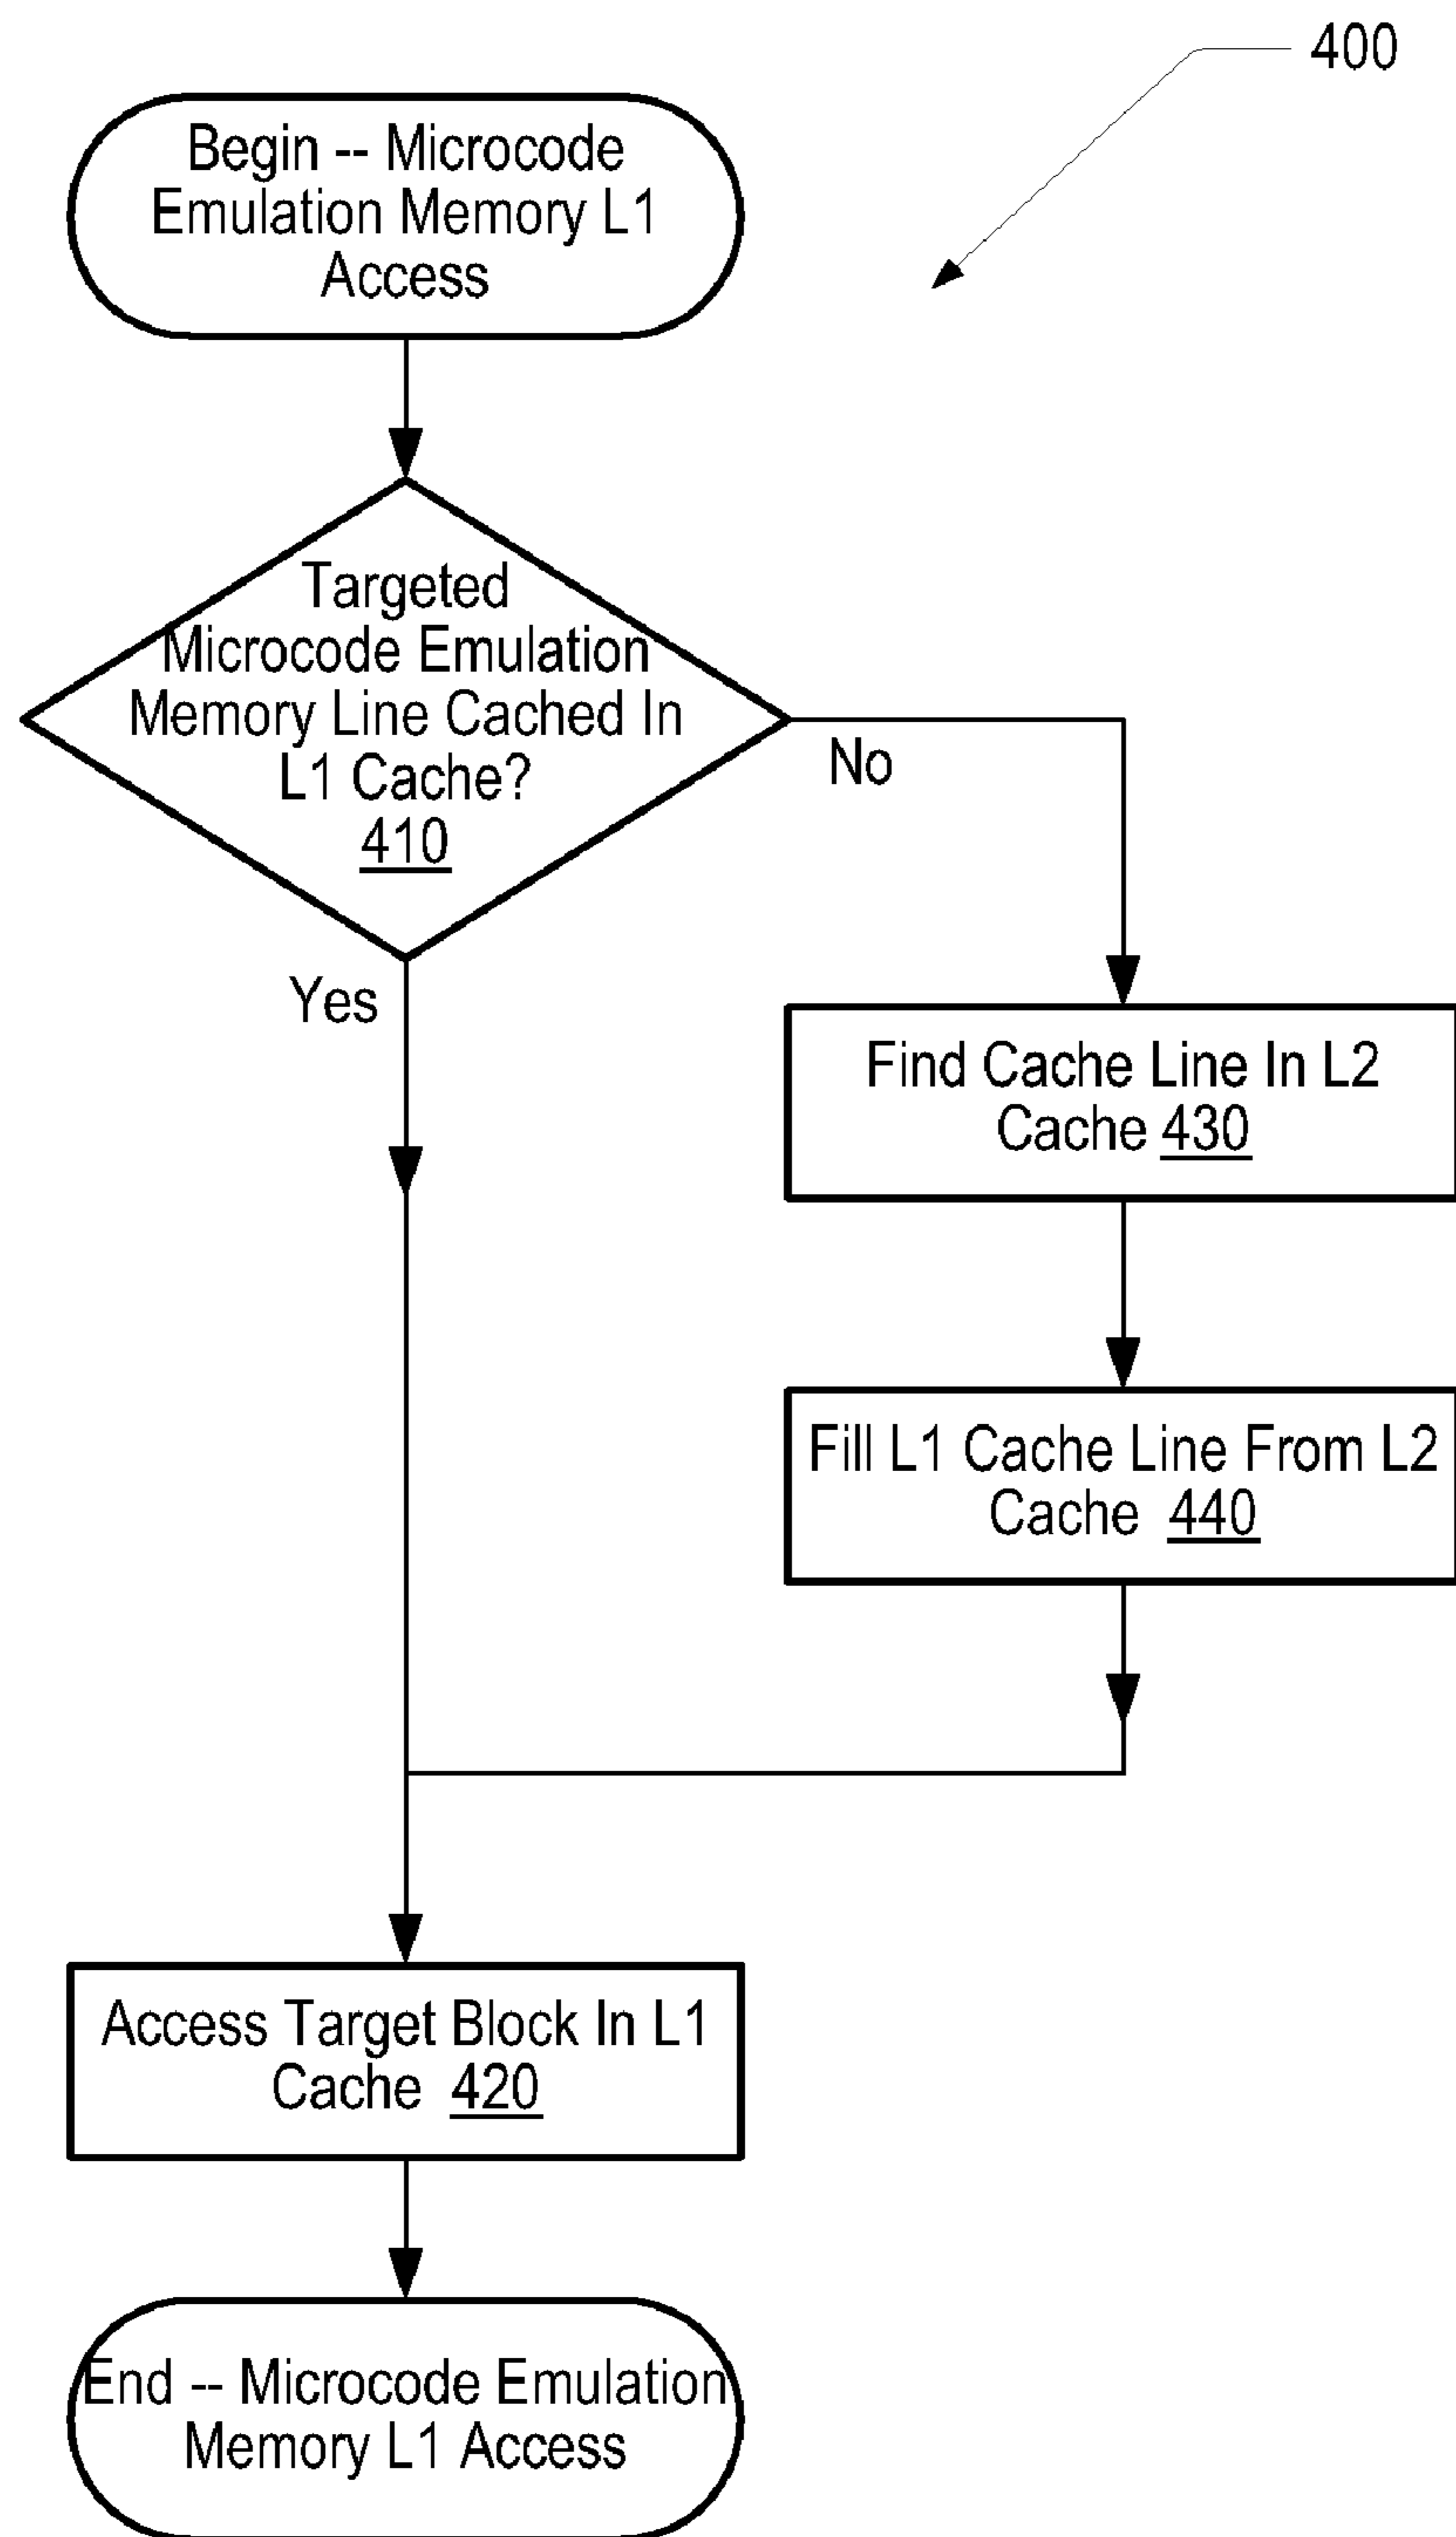 400
Begin -- Microcode
Emulation Memory L1
Access
Targeted
Microcode Emulation
Memory Line Cached In
L1 Cache?
410
No
Yes
Find Cache Line In L2
Cache 430
Fill L1 Cache Line From L2
Cache 440
Access Target Block In L1
Cache 420
End -- Microcode Emulation
Memory L1 Access